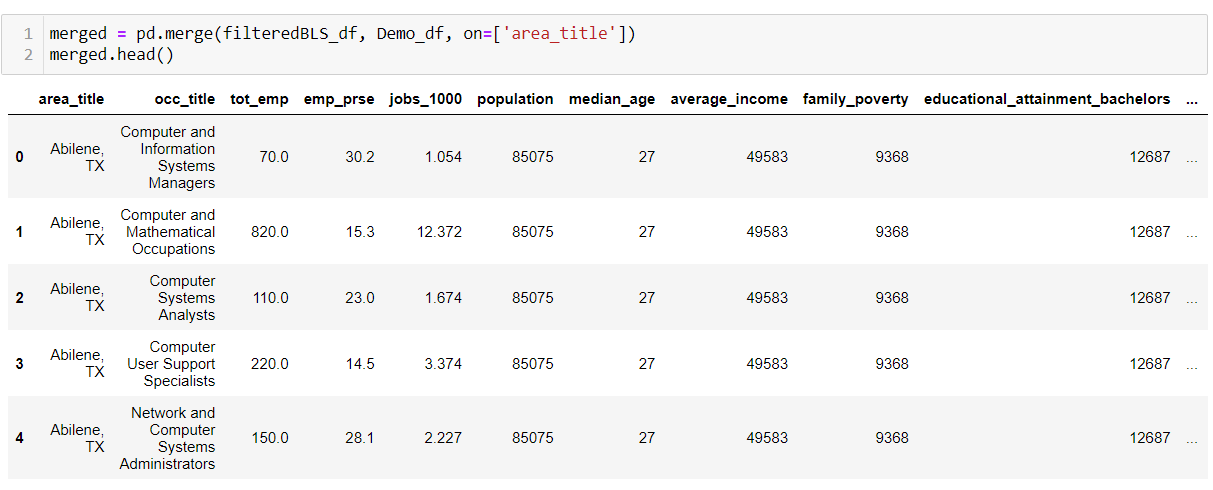 1 merged = pd.merge(filteredBLS_df, Demo_df, on=['area_title'])
2 merged.head()
area_title occ_title tot_emp emp_prse jobs_1000 population median_age average_income family_poverty educational_attainment_bachelors ...
0 Abilene, TX Computer and Information Systems Managers 70.0 30.2 1.054 85075 27 49583 9368 12687 ...
1 Abilene, TX Computer and Mathematical Occupations 820.0 15.3 12.372 85075 27 49583 9368 12687 ...
2 Abilene, TX Computer Systems Analysts 110.0 23.0 1.674 85075 27 49583 9368 12687 ...
3 Abilene, TX Computer User Support Specialists 220.0 14.5 3.374 85075 27 49583 9368 12687 ...
4 Abilene, TX Network and Computer Systems Administrators 150.0 28.1 2.227 85075 27 49583 9368 12687 ...